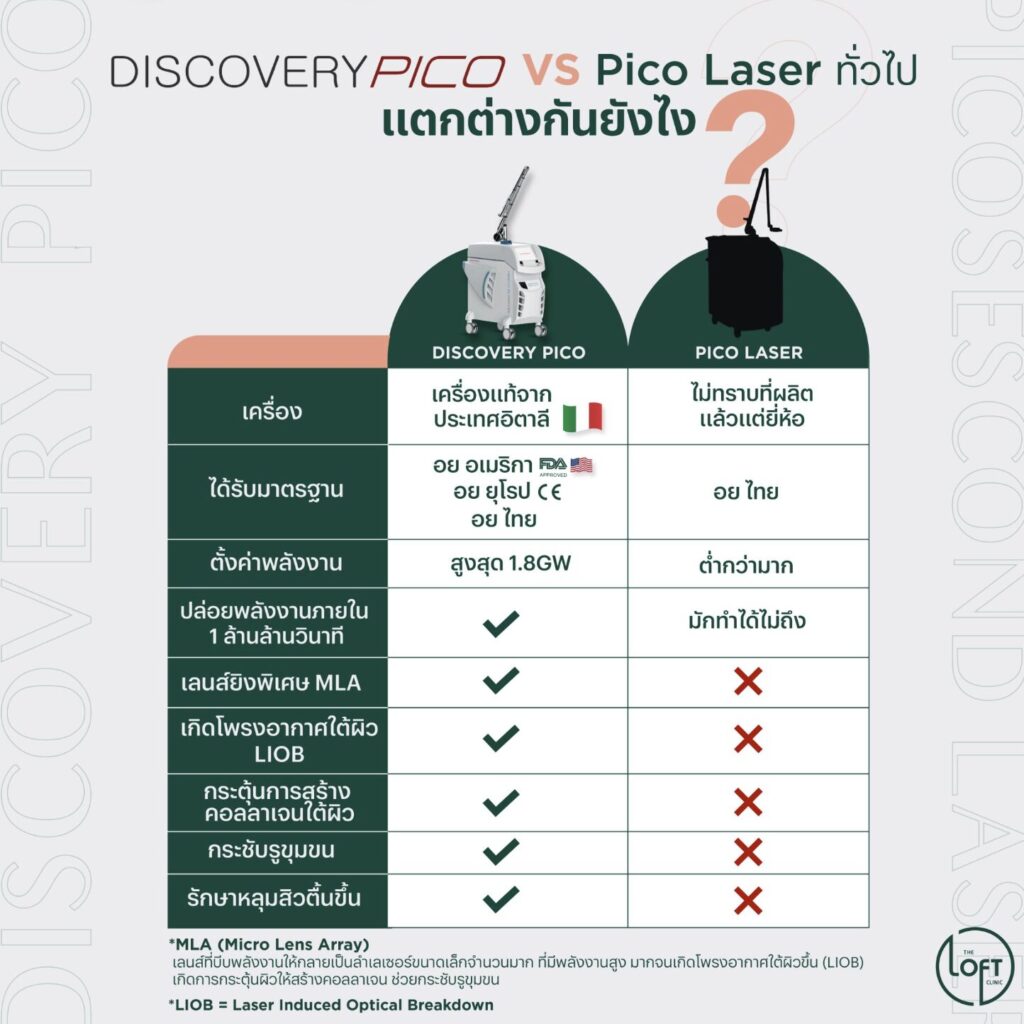 DISCOVERY PICO VS Pico Laser ทั่วไป
แตกต่างกันยังไง ?
DISCOVERY PICO
PICO LASER
เครื่อง
เครื่องแท้จาก
ประเทศอิตาลี
ไม่ทราบที่ผลิต
แล้วแต่ยี่ห้อ
ได้รับมาตรฐาน
อย อเมริกา FDA
APPROVED
อย ยุโรป CE
อย ไทย
อย ไทย
ตั้งค่าพลังงาน
สูงสุด 1.8GW
ต่ำกว่ามาก
ปล่อยพลังงานภายใน
1 ล้านล้านวินาที
มักทำได้ไม่ถึง
เลนส์ยิงพิเศษ MLA
เกิดโพรงอากาศใต้ผิว
LIOB
กระตุ้นการสร้าง
คอลลาเจนใต้ผิว
กระชับรูขุมขน
รักษาหลุมสิวตื้นขึ้น
*MLA (Micro Lens Array)
เลนส์ที่บีบพลังงานให้กลายเป็นลำเลเซอร์ขนาดเล็กจำนวนมาก ที่มีพลังงานสูง มากจนเกิดโพรงอากาศใต้ผิวขึ้น (LIOB)
เกิดการกระตุ้นผิวให้สร้างคอลลาเจน ช่วยกระชับรูขุมขน
*LIOB = Laser Induced Optical Breakdown
THE
LOFT
CLINIC
DISCOVERY PICO
PICOSESCOND LASER